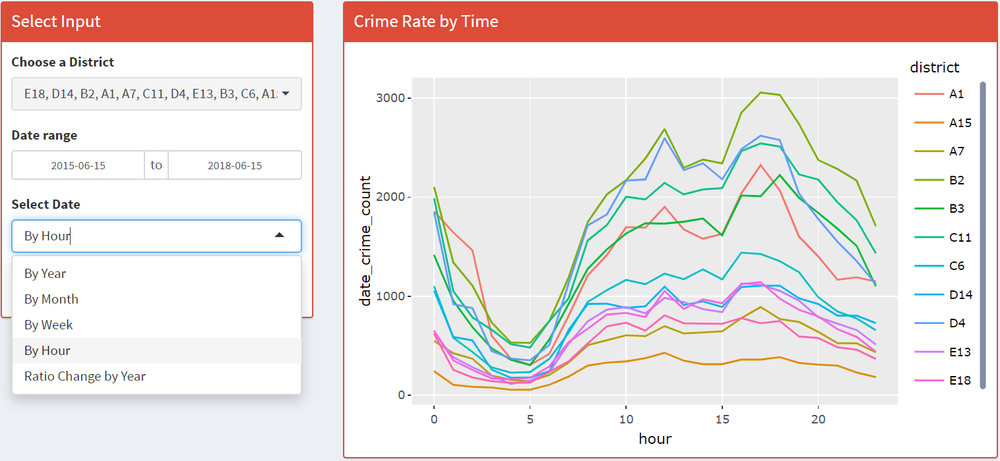 Select Input
Choose a District
E18, D14, B2, A1, A7, C11, D4, E13, B3, C6, A1
Date range
2015-06-15 to 2018-06-15
Select Date
By Hour
By Year
By Month
By Week
By Hour
Ratio Change by Year
Crime Rate by Time
date_crime_count
3000
2000
1000
0
0 5 10 15 20
hour
district
A1
A15
A7
B2
B3
C11
C6
D14
D4
E13
E18